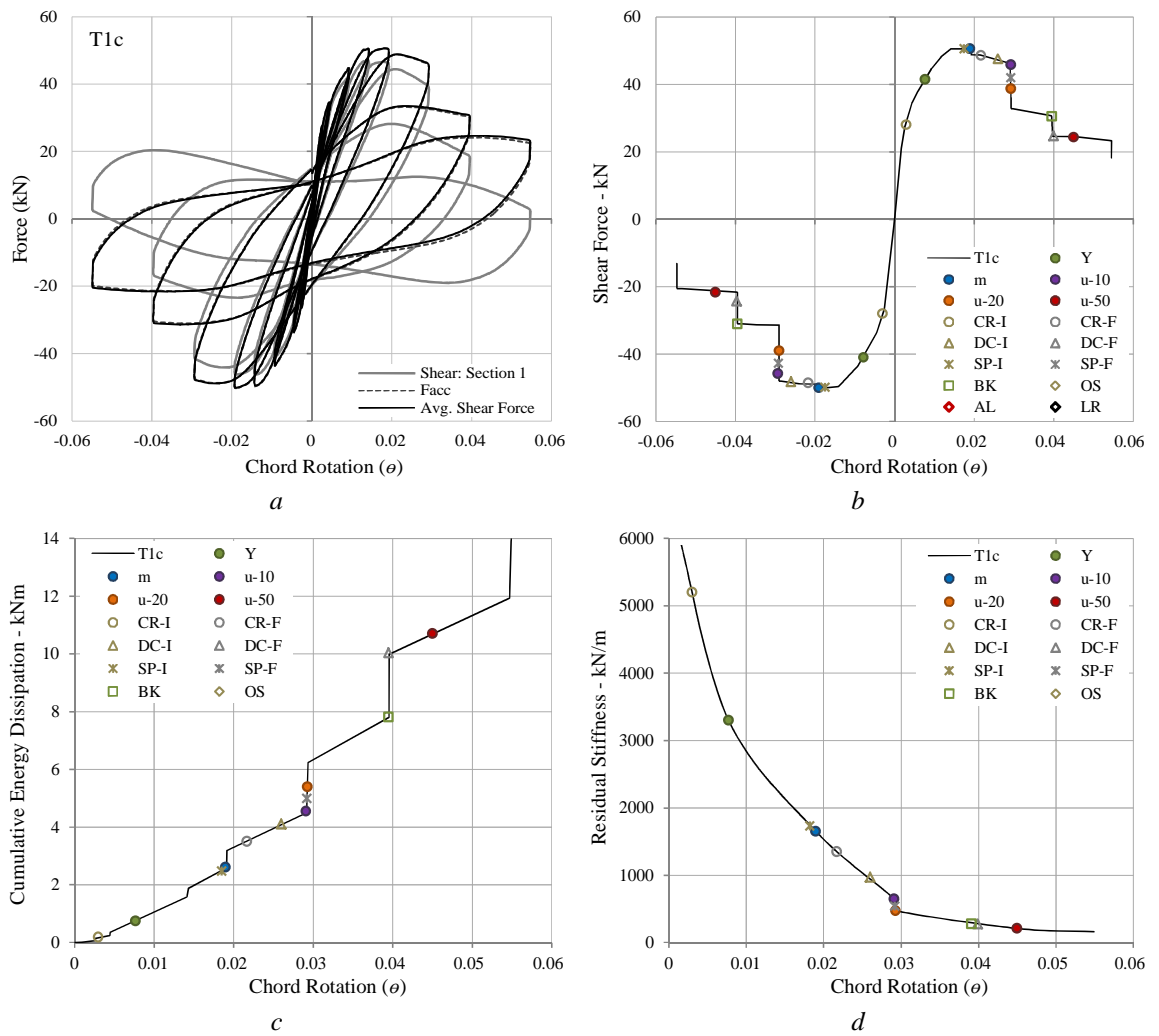 T1c
Force (kN)
60
40
20
0
-20
-40
-60
-0.06 -0.04 -0.02 0 0.02 0.04 0.06
Chord Rotation (ɵ)
Shear: Section 1
Facc
Avg. Shear Force
a
Shear Force - kN
60
40
20
0
-20
-40
-60
-0.06 -0.04 -0.02 0 0.02 0.04 0.06
Chord Rotation (ɵ)
T1c Y
m u-10
u-20 u-50
CR-I CR-F
DC-I DC-F
SP-I SP-F
BK OS
AL LR
b
Cumulative Energy Dissipation - kNm
14
12
10
8
6
4
2
0
0 0.01 0.02 0.03 0.04 0.05 0.06
Chord Rotation (ɵ)
T1c Y
m u-10
u-20 u-50
CR-I CR-F
DC-I DC-F
SP-I SP-F
BK OS
c
Residual Stiffness - kN/m
6000
5000
4000
3000
2000
1000
0
0 0.01 0.02 0.03 0.04 0.05 0.06
Chord Rotation (ɵ)
T1c Y
m u-10
u-20 u-50
CR-I CR-F
DC-I DC-F
SP-I SP-F
BK OS
d